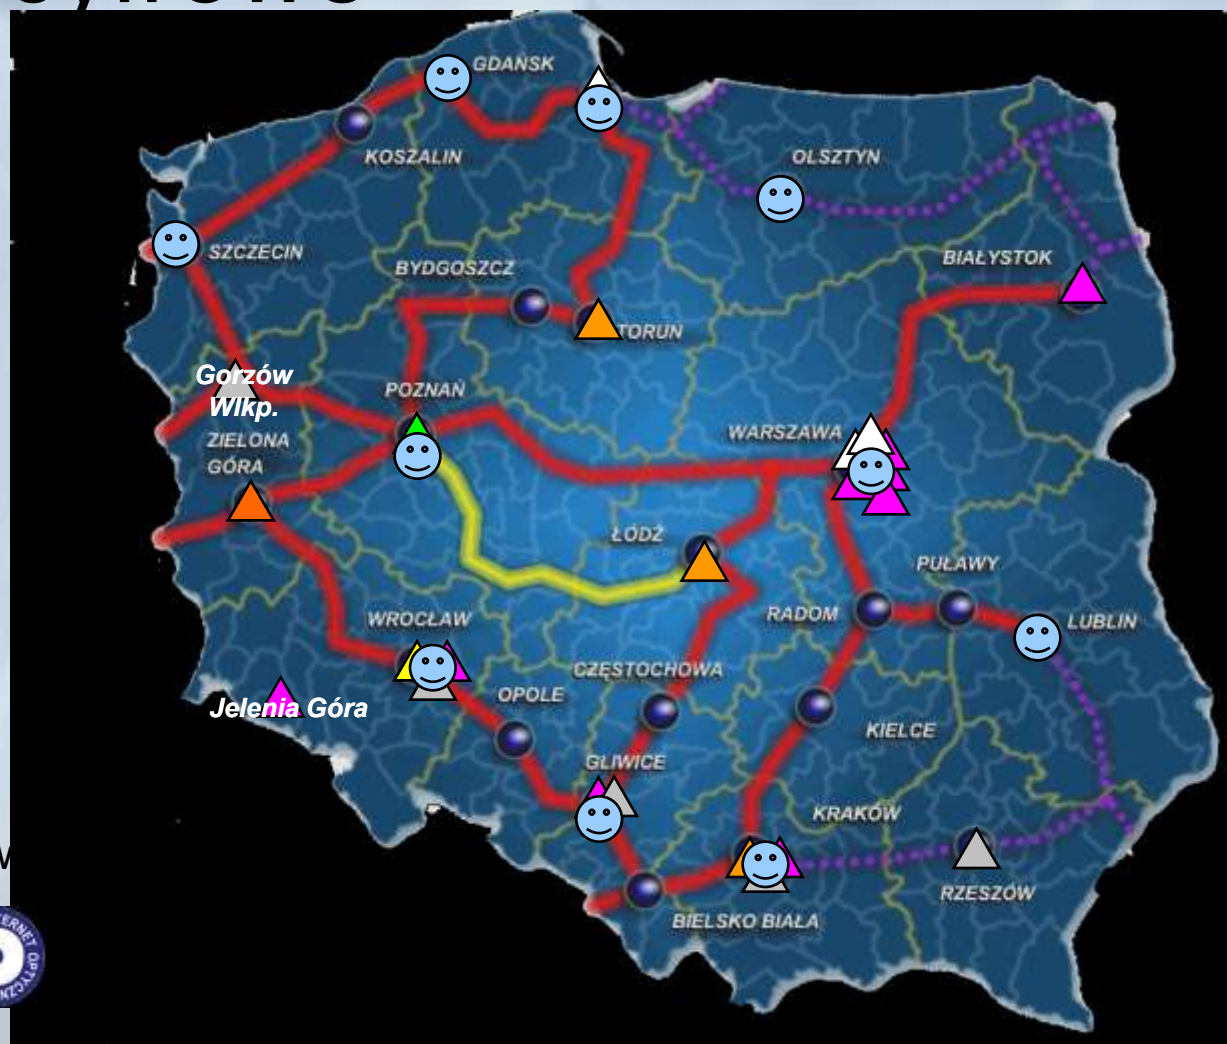 GDAŃSK
KOSZALIN
OLSZTYN
SZCZECIN
BYDGOSZCZ
BIAŁYSTOK
TORUN
Gorzów
Wlkp.
POZNAŃ
ZIELONA
GÓRA
WARSZAWA
ŁÓDŹ
PUŁAWY
RADOM
LUBLIN
WROCŁAW
CZĘSTOCHOWA
OPOLE
Jelenia Góra
KIELCE
GLIWICE
KRAKÓW
RZESZÓW
BIELSKO BIAŁA